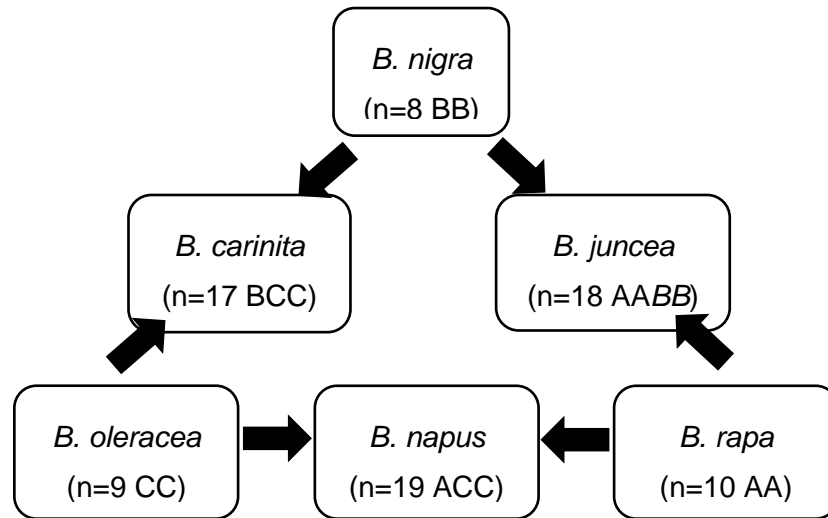 B. nigra
(n=8 BB)
B. carinita
(n=17 BCC)
B. juncea
(n=18 AABB)
B. oleracea
(n=9 CC)
B. napus
(n=19 ACC)
B. rapa
(n=10 AA)